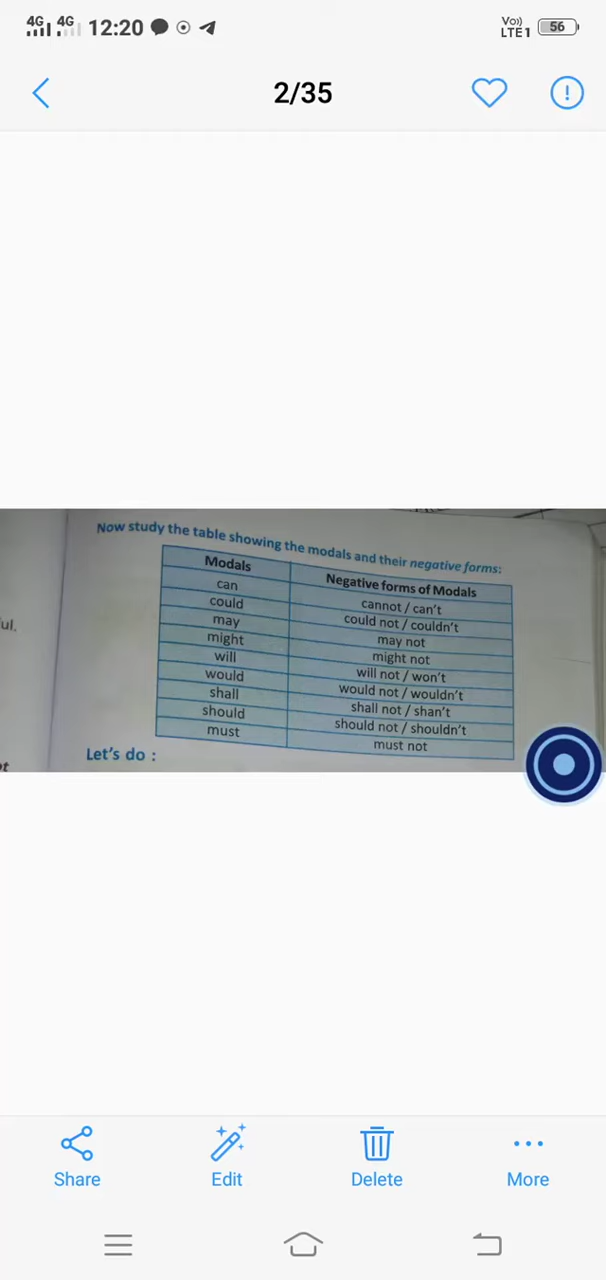 4G 4G 12:20 Vo)) LTE1 56
2/35
Now study the table showing the modals and their negative forms:
Modals Negative forms of Modals
can cannot / can't
could could not / couldn't
may may not
might might not
will will not / won't
would would not / wouldn't
shall shall not / shan't
should should not / shouldn't
must must not
ul.
Let's do :
Share Edit Delete More